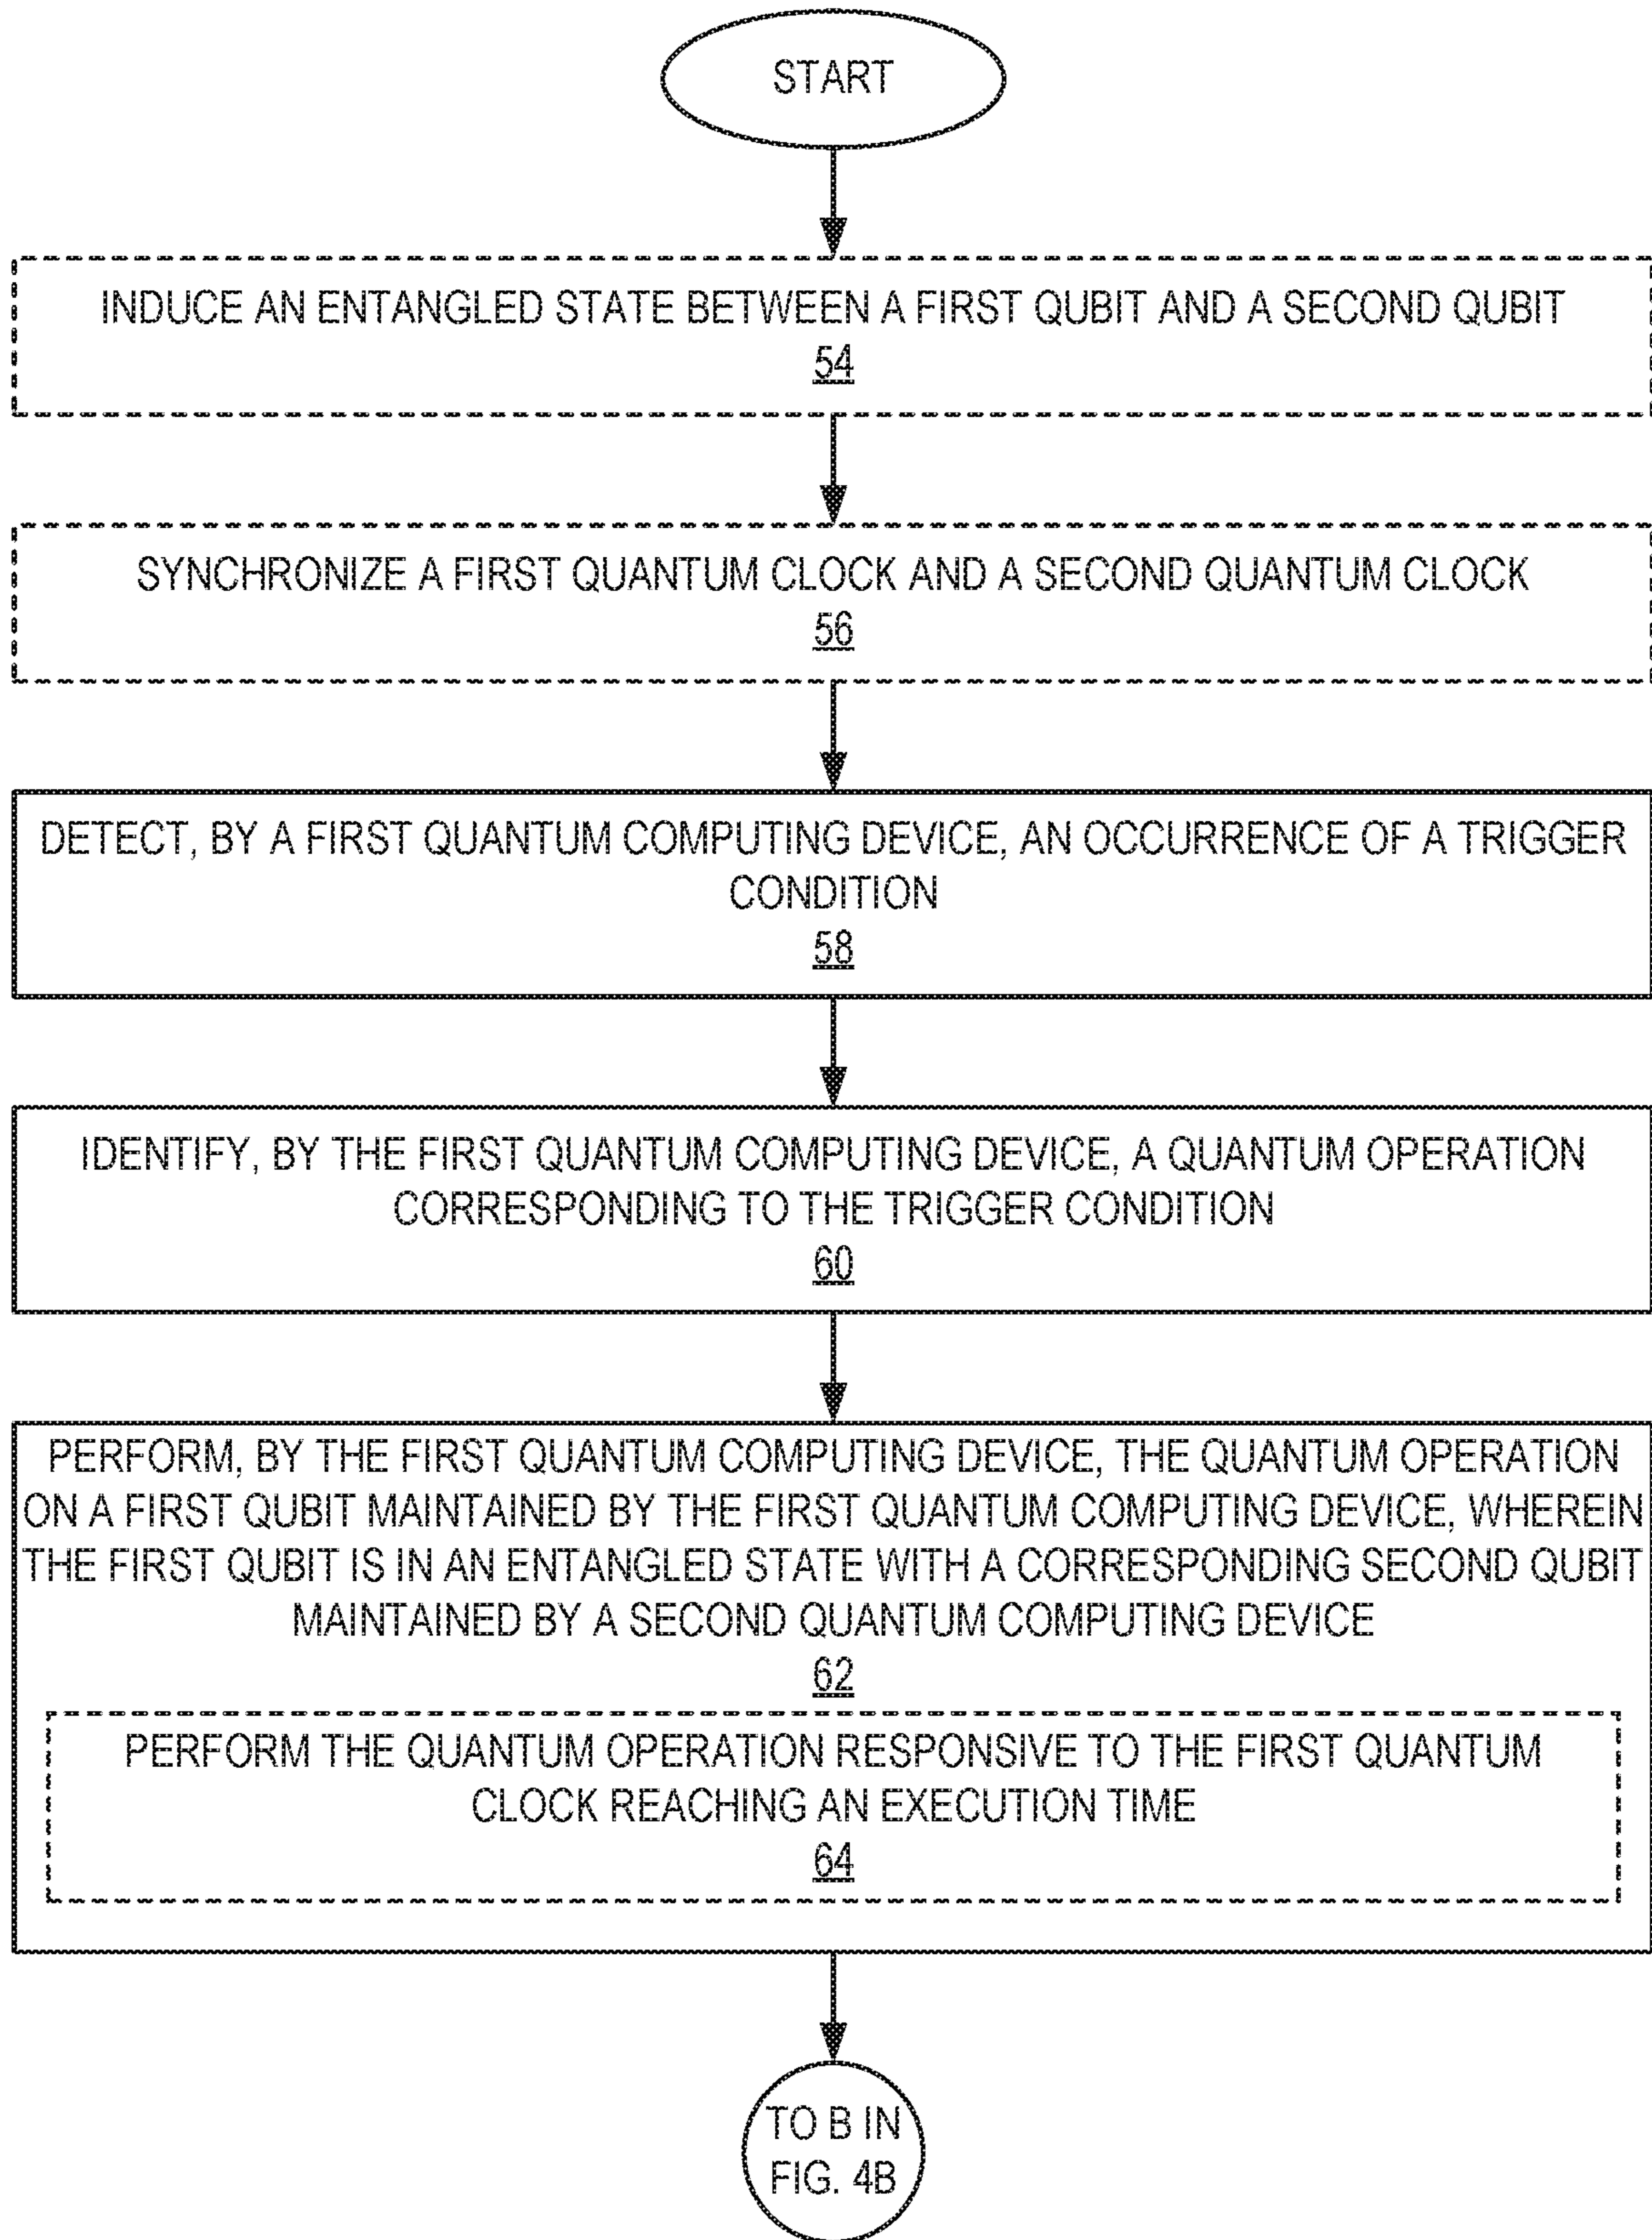 START
INDUCE AN ENTANGLED STATE BETWEEN A FIRST QUBIT AND A SECOND QUBIT
54
SYNCHRONIZE A FIRST QUANTUM CLOCK AND A SECOND QUANTUM CLOCK
56
DETECT, BY A FIRST QUANTUM COMPUTING DEVICE, AN OCCURRENCE OF A TRIGGER
CONDITION
58
IDENTIFY, BY THE FIRST QUANTUM COMPUTING DEVICE, A QUANTUM OPERATION
CORRESPONDING TO THE TRIGGER CONDITION
60
PERFORM, BY THE FIRST QUANTUM COMPUTING DEVICE, THE QUANTUM OPERATION
ON A FIRST QUBIT MAINTAINED BY THE FIRST QUANTUM COMPUTING DEVICE, WHEREIN
THE FIRST QUBIT IS IN AN ENTANGLED STATE WITH A CORRESPONDING SECOND QUBIT
MAINTAINED BY A SECOND QUANTUM COMPUTING DEVICE
62
PERFORM THE QUANTUM OPERATION RESPONSIVE TO THE FIRST QUANTUM
CLOCK REACHING AN EXECUTION TIME
64
TO B IN
FIG. 4B